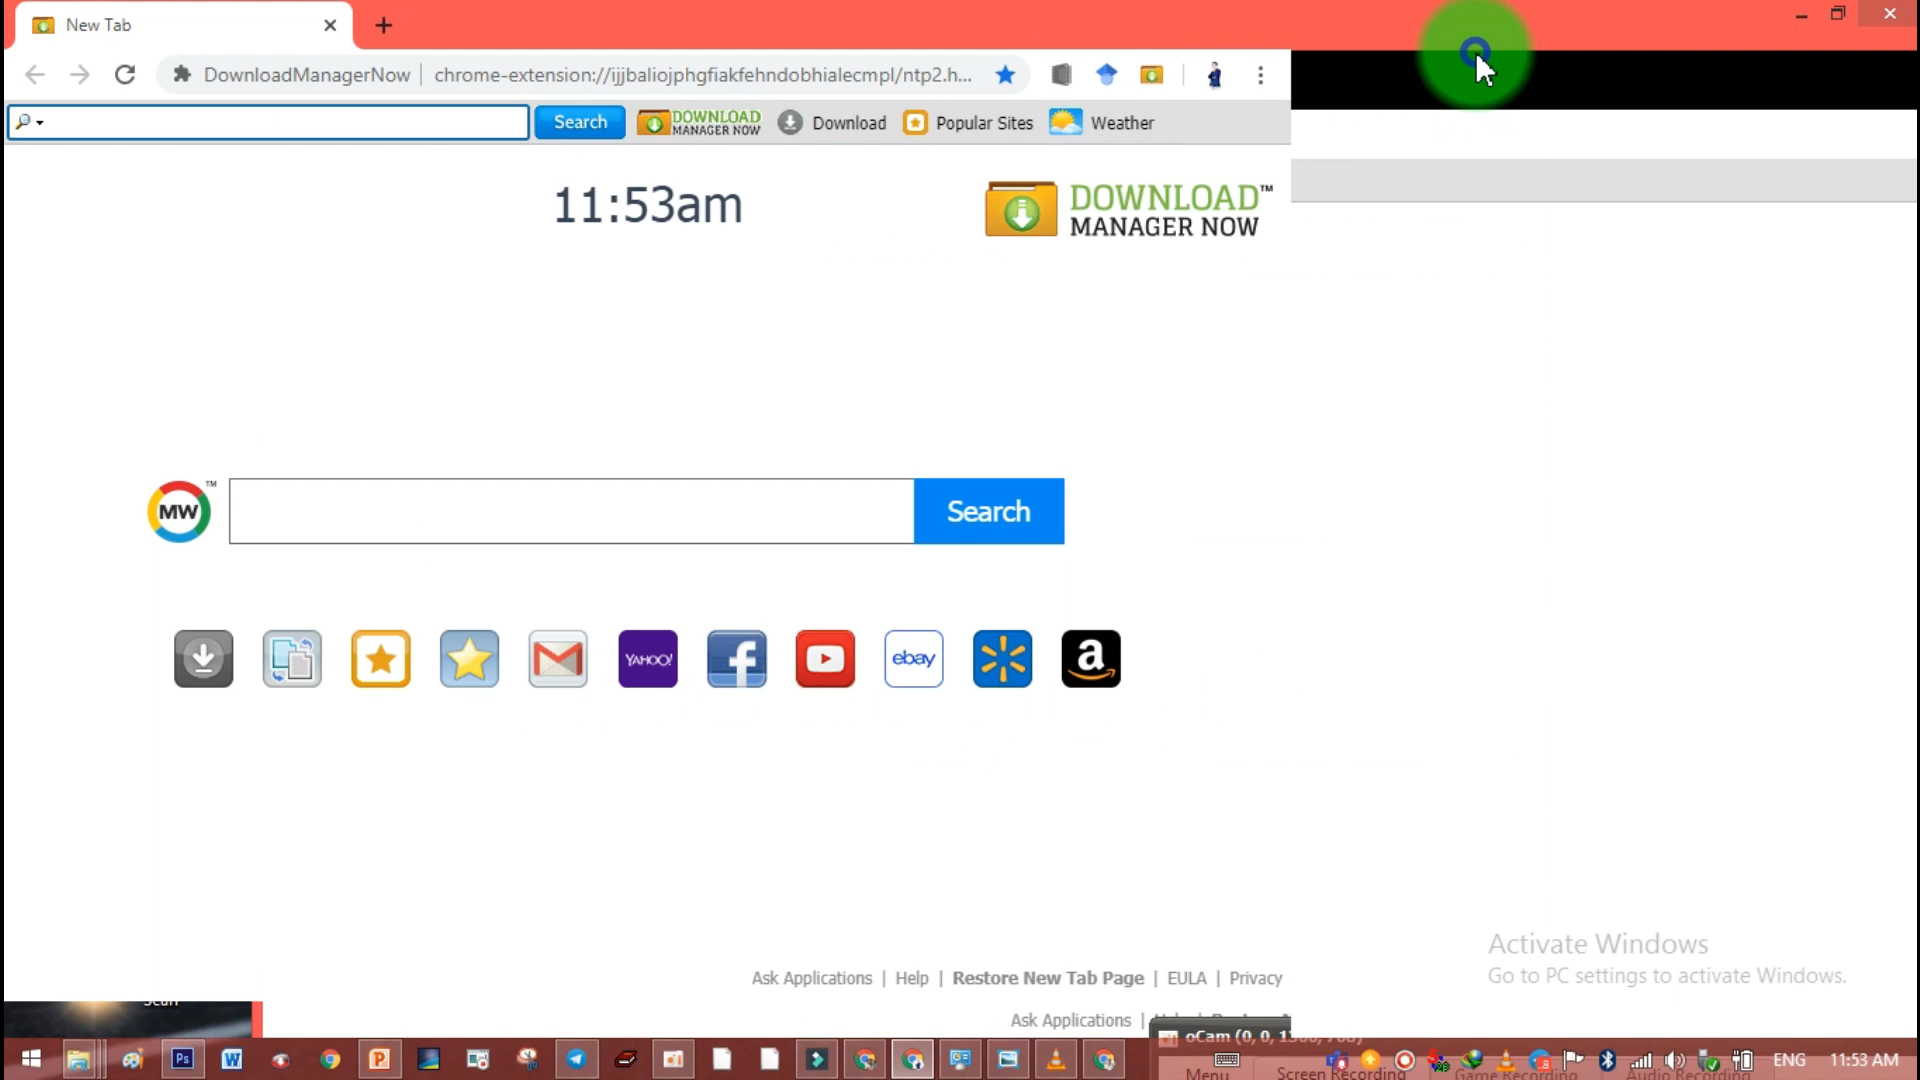 New Tab
DownloadManagerNow
chrome-extension://ijjbaliojphgfiakfehndobhialecmpl/ntp2.h...
Search
DOWNLOAD
MANAGER NOW
Download
Popular Sites
Weather
11:53am
DOWNLOAD™
MANAGER NOW
MW ™
Search
YAHOO!
ebay
a
Activate Windows
Go to PC settings to activate Windows.
Ask Applications | Help | Restore New Tab Page | EULA | Privacy
Ask Applications |
oCam (0, 0, 1
Ps
W
P
ENG
11:53 AM
Menu
Screen Recording
Game Recording
Audio Recording